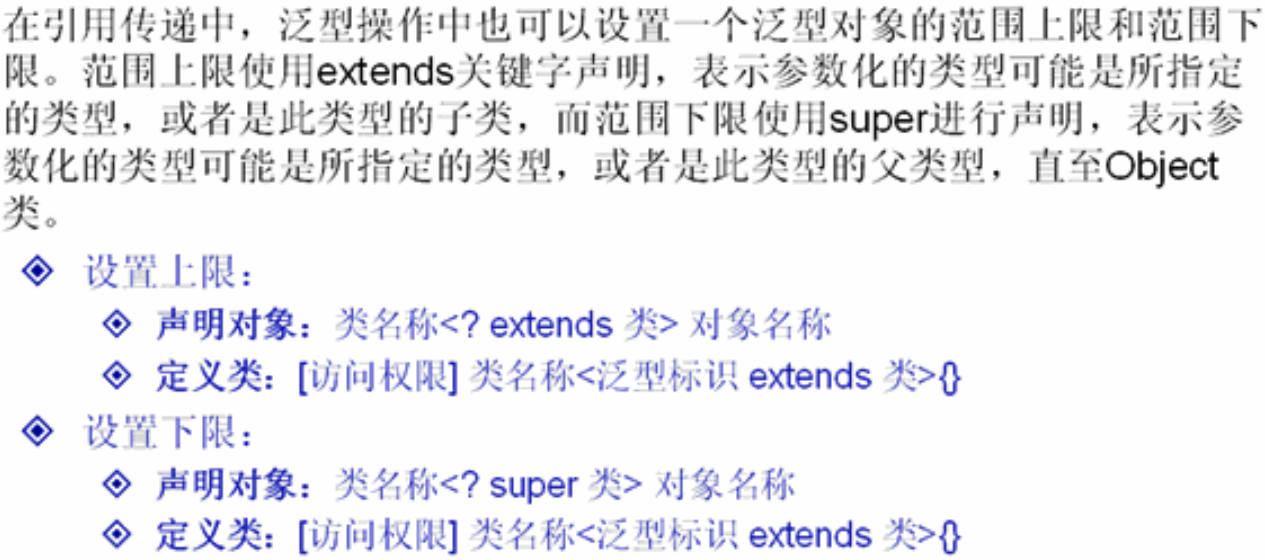 在引用传递中，泛型操作中也可以设置一个泛型对象的范围上限和范围下
限。范围上限使用extends关键字声明，表示参数化的类型可能是所指定
的类型，或者是此类型的子类，而范围下限使用super进行声明，表示参
数化的类型可能是所指定的类型，或者是此类型的父类型，直至Object
类。
设置上限：
声明对象：类名称<? extends 类> 对象名称
定义类：[访问权限] 类名称<泛型标识 extends 类>{}
设置下限：
声明对象：类名称<? super 类> 对象名称
定义类：[访问权限] 类名称<泛型标识 extends 类>{}